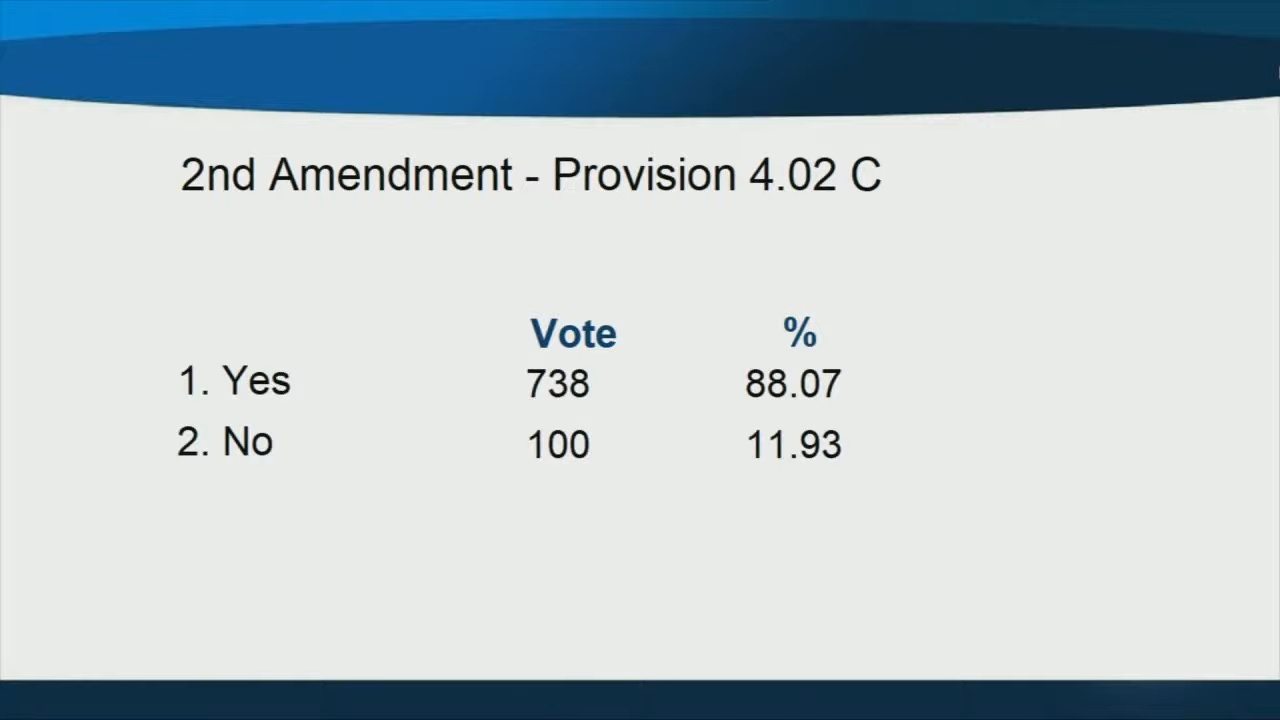 2nd Amendment - Provision 4.02 C
Vote %
1. Yes 738 88.07
2. No 100 11.93